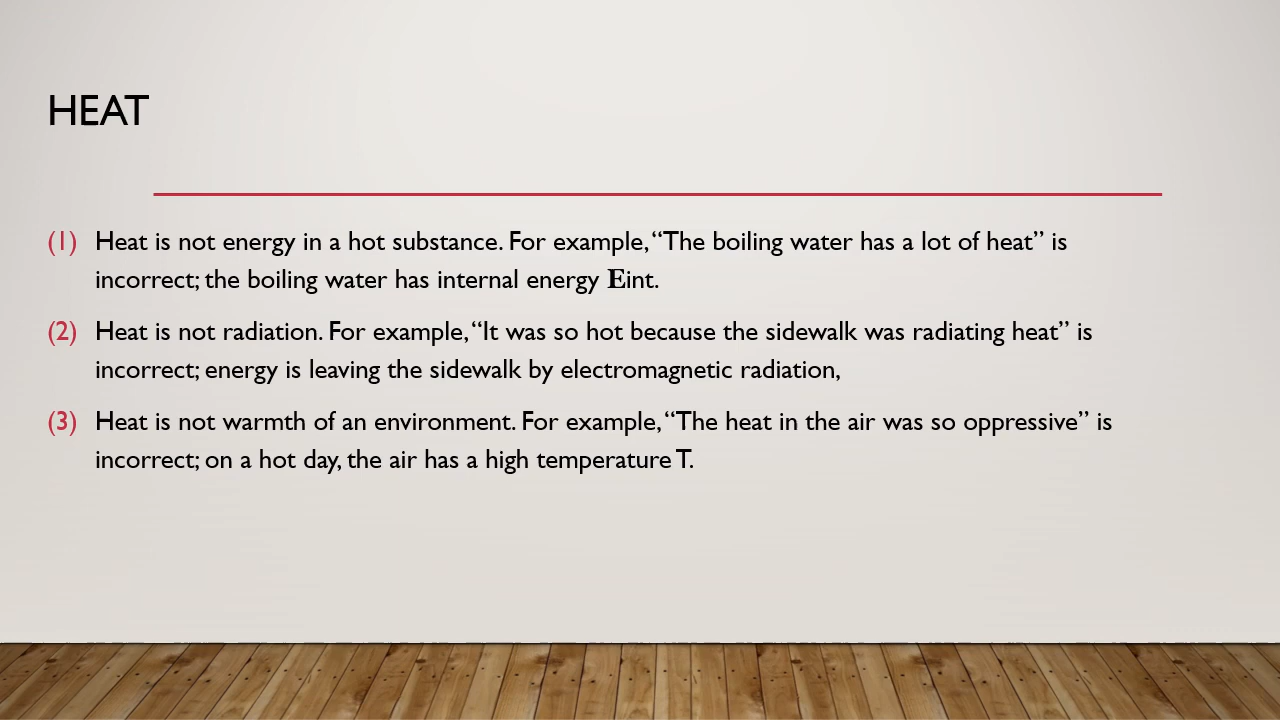 HEAT
(1) Heat is not energy in a hot substance. For example, “The boiling water has a lot of heat” is
incorrect; the boiling water has internal energy Eint.
(2) Heat is not radiation. For example, “It was so hot because the sidewalk was radiating heat” is
incorrect; energy is leaving the sidewalk by electromagnetic radiation,
(3) Heat is not warmth of an environment. For example, “The heat in the air was so oppressive” is
incorrect; on a hot day, the air has a high temperature T.